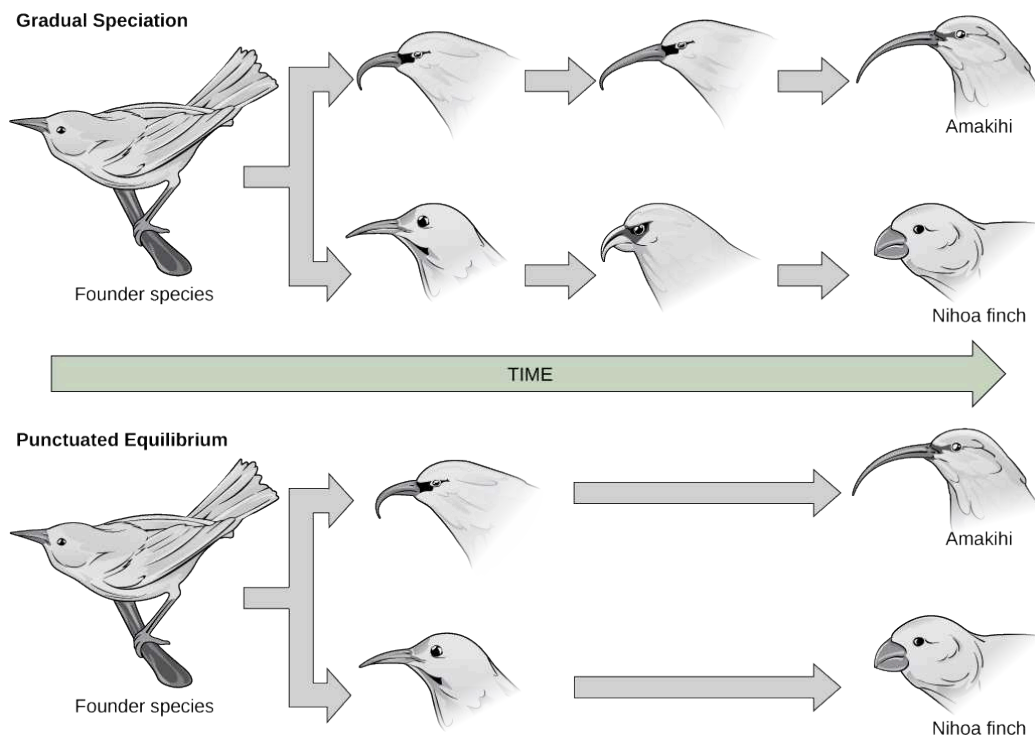 Gradual Speciation
Amakihi
Founder species
Nihoa finch
TIME
Punctuated Equilibrium
Amakihi
Founder species
Nihoa finch